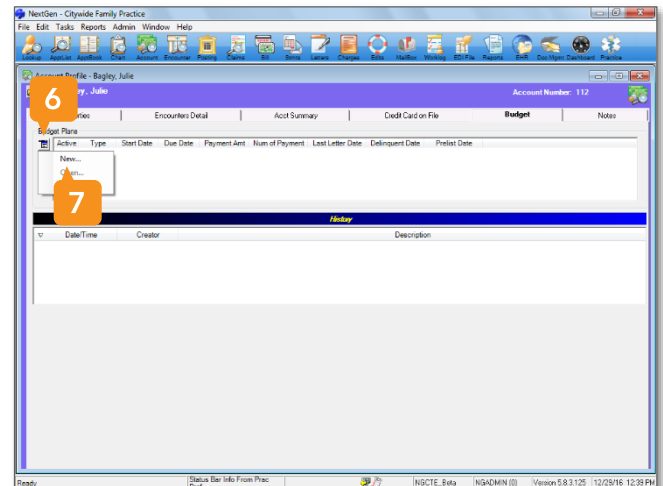 NextGen - Citywide Family Practice
File Edit Tasks Reports Admin Window Help
Lookup ApptList ApptBook Chart Account Encounter Posting Claims Bill Stmts Letters Charges Edits MailBox Worklog EDI File Reports EHR Doc Mgmt Dashboard Practice
Account Profile - Bagley, Julie
6
ey, Julie
Account Number: 112
rties Encounters Detail Acct Summary Credit Card on File Budget Notes
Budget Plans
Active Type Start Date Due Date Payment Amt Num of Payment Last Letter Date Delinquent Date Prelist Date
New...
Open...
7
History
Date/Time Creator Description
Ready Status Bar Info From Prac NGCTE_Beta NGADMIN (0) Version 5.8.3.125 12/29/16 12:39 PM